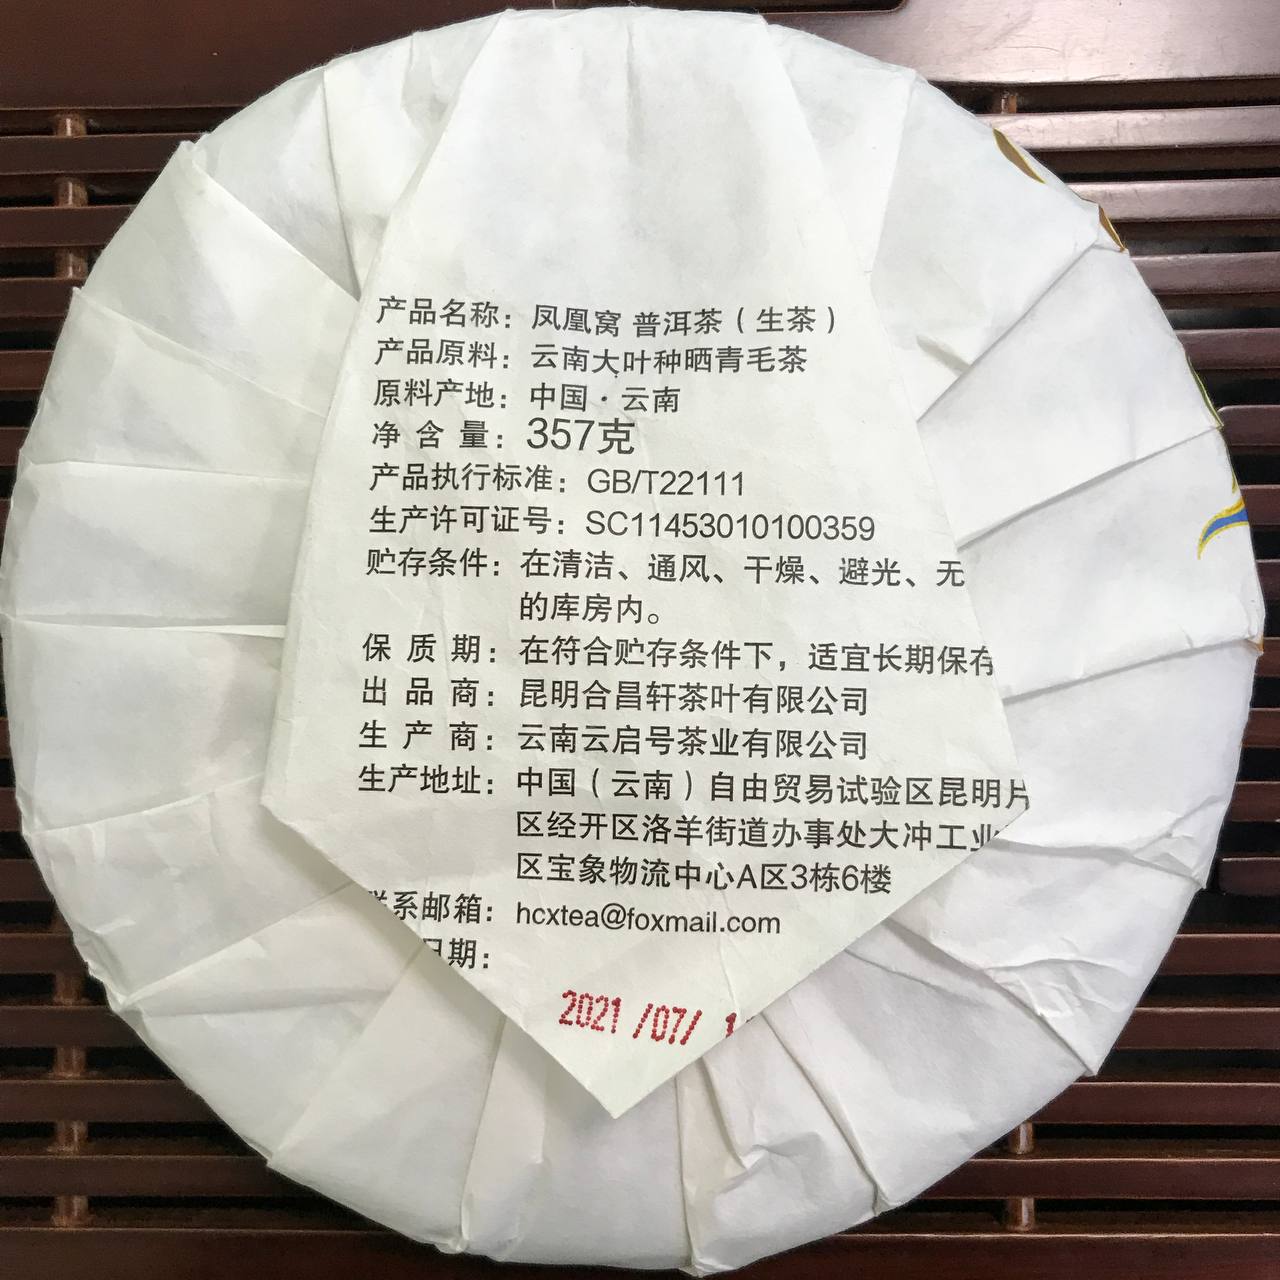 产品名称：凤凰窝 普洱茶（生茶）
产品原料：云南大叶种晒青毛茶
原料产地：中国·云南
净含量：357克
产品执行标准：GB/T22111
生产许可证号：SC11453010100359
贮存条件：在清洁、通风、干燥、避光、无
的库房内。
保质期：在符合贮存条件下，适宜长期保存
出品商：昆明合昌轩茶叶有限公司
生产商：云南云启号茶业有限公司
生产地址：中国（云南）自由贸易试验区昆明片
区经开区洛羊街道办事处大冲工业
区宝象物流中心A区3栋6楼
系邮箱：hcxtea@foxmail.com
日期：
2021/07/1